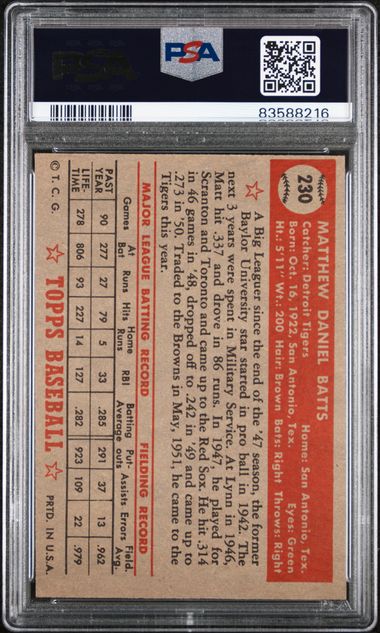 PSA
PSA
83588216
230
MATTHEW DANIEL BATTS
Catcher: Detroit Tigers Home: San Antonio, Tex.
Born: Oct. 16, 1922, San Antonio, Tex. Eyes: Green
Ht.: 5'11" Wt.: 200 Hair: Brown Bats: Right Throws: Right
A Big Leaguer since the end of the '47 season, the former
Baylor University star started in pro ball in 1942. The
next 3 years were spent in Military Service. At Lynn in 1946,
Matt hit .337 and drove in 86 runs. In 1947, he played for
Scranton and Toronto and came up to the Red Sox. He hit .314
in 46 games in '48, dropped off to .242 in '49 and came up to
.273 in '50. Traded to the Browns in May, 1951, he came to the
Tigers this year.
MAJOR LEAGUE BATTING RECORD FIELDING RECORD
Games At Bat Runs Hits Home Runs RBI Batting Average Put-outs Assists Errors Field. Avg.
PAST YEAR 90 277 27 79 5 33 .285 291 37 13 .962
LIFE-TIME 278 806 93 227 14 127 .282 923 109 22 .979
© T. C. G. TOPPS BASEBALL PRTD. IN U.S.A.